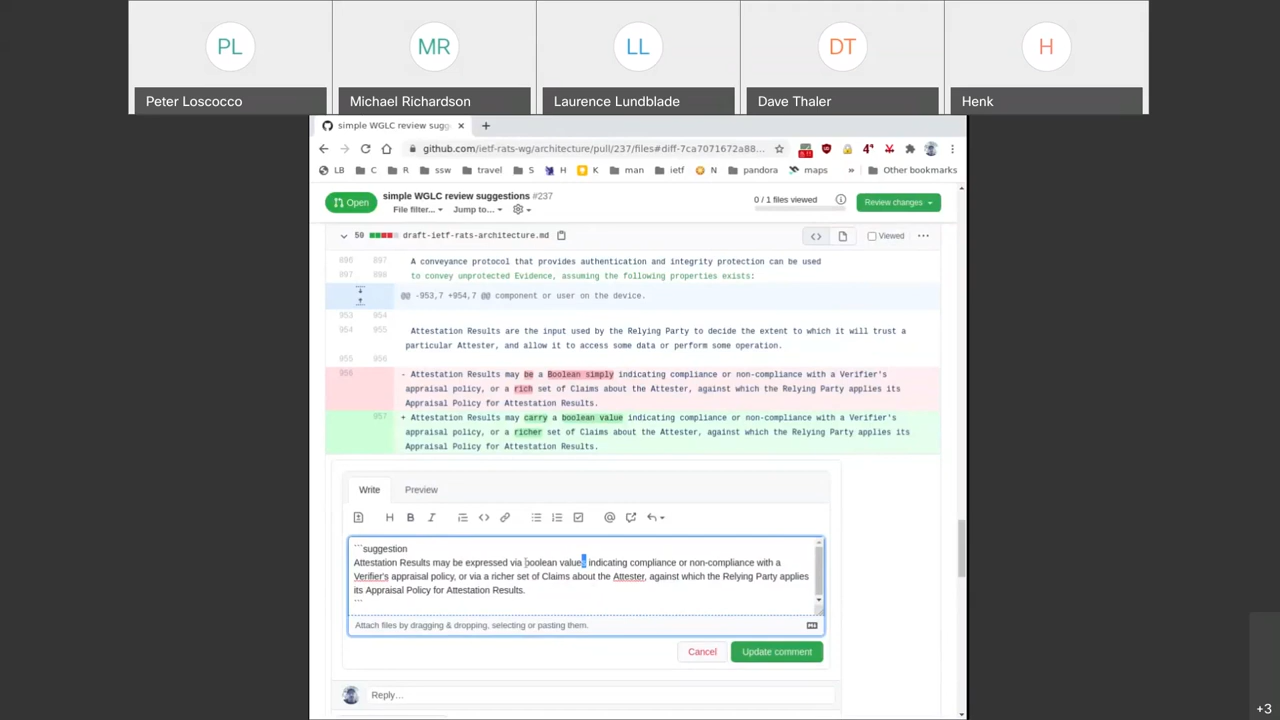 PL
MR
LL
DT
H
Peter Loscocco
Michael Richardson
Laurence Lundblade
Dave Thaler
Henk
simple WGLC review sugg
github.com/ietf-rats-wg/architecture/pull/237/files#diff-7ca7071672a88...
LB C R ssw travel S H K man ietf N pandora maps » Other bookmarks
Open
simple WGLC review suggestions #237
File filter... Jump to...
0 / 1 files viewed
Review changes
50 draft-ietf-rats-architecture.md
Viewed
896 897 A conveyance protocol that provides authentication and integrity protection can be used
897 898 to convey unprotected Evidence, assuming the following properties exists:
@@ -953,7 +954,7 @@ component or user on the device.
953 954
954 955 Attestation Results are the input used by the Relying Party to decide the extent to which it will trust a
particular Attester, and allow it to access some data or perform some operation.
955 956
956 - Attestation Results may be a Boolean simply indicating compliance or non-compliance with a Verifier's
appraisal policy, or a rich set of Claims about the Attester, against which the Relying Party applies its
Appraisal Policy for Attestation Results.
957 + Attestation Results may carry a boolean value indicating compliance or non-compliance with a Verifier's
appraisal policy, or a richer set of Claims about the Attester, against which the Relying Party applies its
Appraisal Policy for Attestation Results.
Write Preview
```suggestion
Attestation Results may be expressed via boolean values indicating compliance or non-compliance with a
Verifier's appraisal policy, or via a richer set of Claims about the Attester, against which the Relying Party applies
its Appraisal Policy for Attestation Results.
```
Attach files by dragging & dropping, selecting or pasting them.
Cancel
Update comment
Reply...
+3